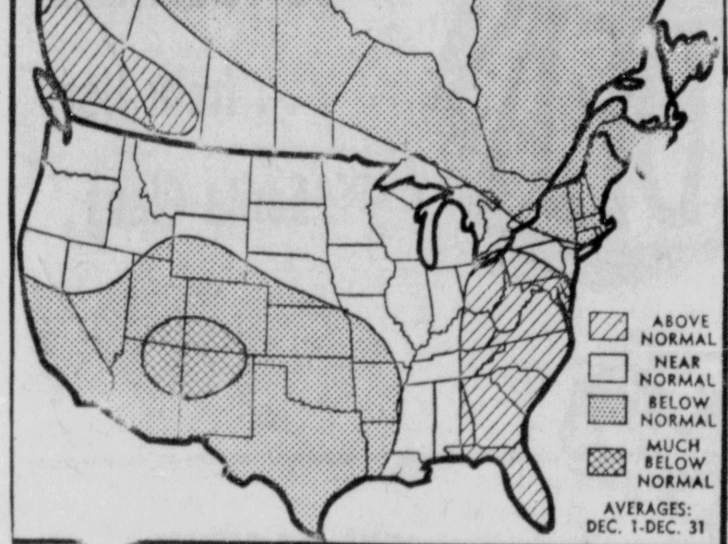 ABOVE
NORMAL
NEAR
NORMAL
BELOW
NORMAL
MUCH
BELOW
NORMAL
AVERAGES:
DEC. 1-DEC. 31